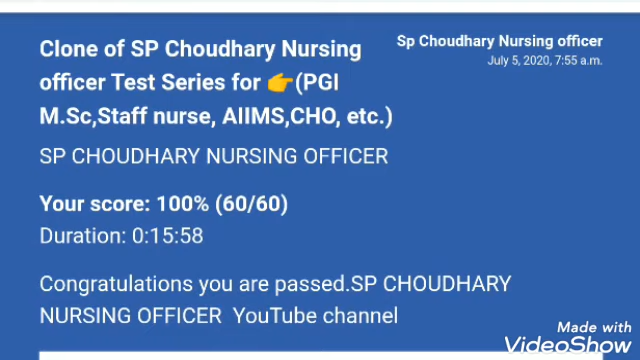 Clone of SP Choudhary Nursing
officer Test Series for 👉(PGI
M.Sc,Staff nurse, AIIMS,CHO, etc.)
Sp Choudhary Nursing officer
July 5, 2020, 7:55 a.m.
SP CHOUDHARY NURSING OFFICER
Your score: 100% (60/60)
Duration: 0:15:58
Congratulations you are passed.SP CHOUDHARY
NURSING OFFICER YouTube channel
Made with
VideoShow